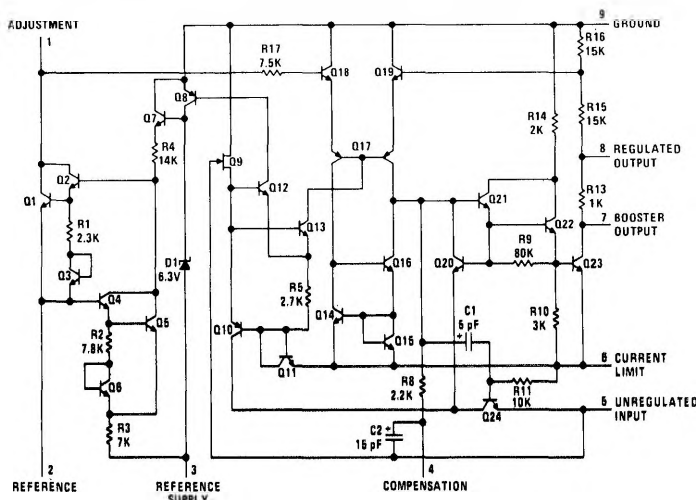 ADJUSTMENT
1
9
GROUND
R16
15K
R17
7.5K
Q18
Q19
Q8
Q7
R14
2K
R15
15K
R4
14K
Q17
Q9
8 REGULATED
OUTPUT
Q2
Q12
Q1
Q21
R13
1K
Q22
7 BOOSTER
OUTPUT
R1
2.3K
Q13
R9
80K
D1
6.3V
Q3
Q16
Q20
Q23
Q4
R5
2.7K
Q5
R2
7.8K
Q10
Q14
Q15
C1
5 pF
R10
3K
Q11
6 CURRENT
LIMIT
Q6
R8
2.2K
R11
10K
5 UNREGULATED
INPUT
Q24
R3
7K
C2
15 pF
2
REFERENCE
3
REFERENCE
SUPPLY
4
COMPENSATION